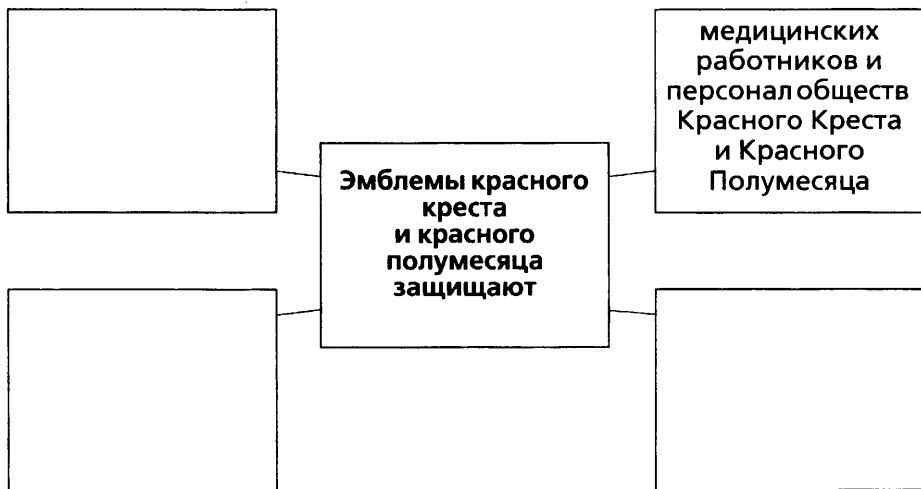 медицинских
работников и
персонал обществ
Красного Креста
и Красного
Полумесяца
Эмблемы красного
креста
и красного
полумесяца
защищают